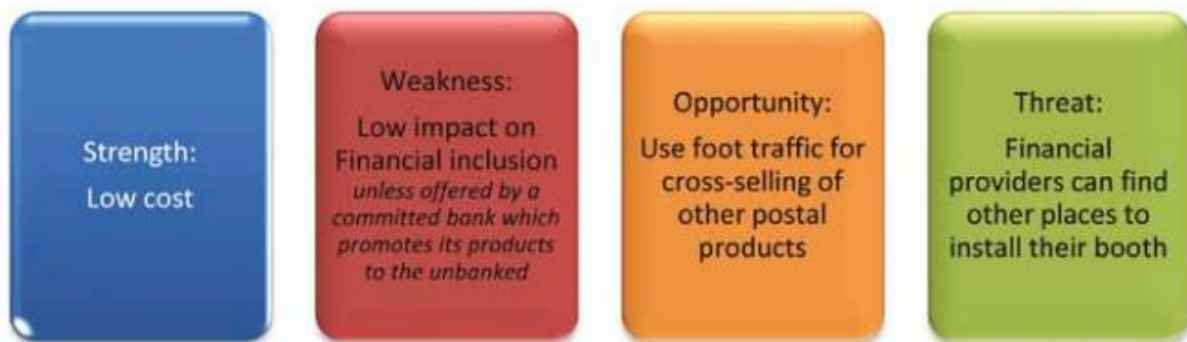 Strength:
Low cost
Weakness:
Low impact on
Financial inclusion
unless offered by a
committed bank which
promotes its products
to the unbanked
Opportunity:
Use foot traffic for
cross-selling of
other postal
products
Threat:
Financial
providers can find
other places to
install their booth